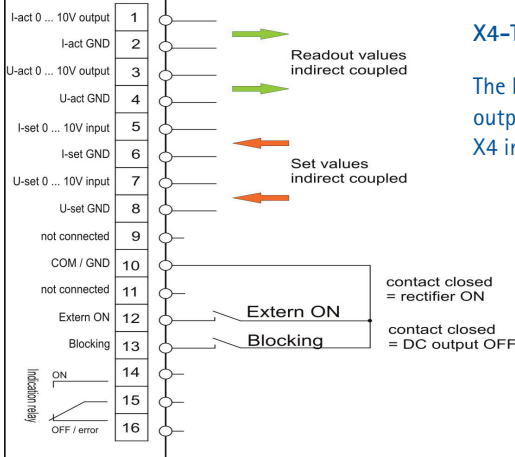 I-act 0 ... 10V output 1
I-act GND 2
U-act 0 ... 10V output 3
U-act GND 4
I-set 0 ... 10V input 5
I-set GND 6
U-set 0 ... 10V input 7
U-set GND 8
not connected 9
COM / GND 10
not connected 11
Extern ON 12
Blocking 13
14
15
16
Indication relay
ON
OFF / error
Readout values
indirect coupled
Set values
indirect coupled
Extern ON
Blocking
contact closed
= rectifier ON
contact closed
= DC output OFF
X4-T
The
outp
X4 i